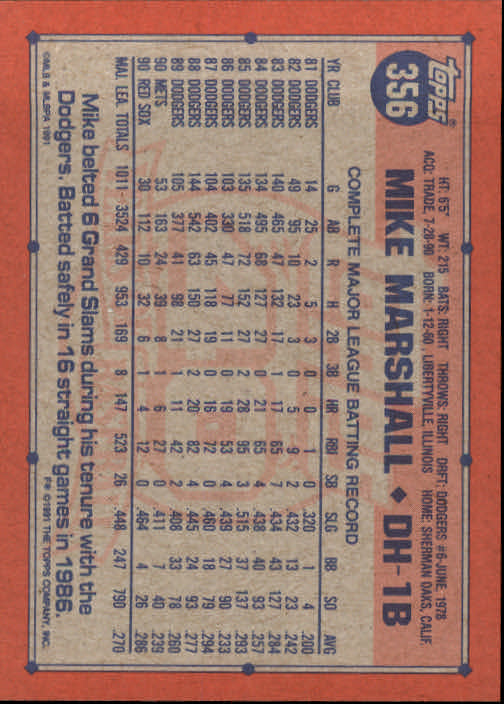 TOPPS®
356
HT: 6'5" WT: 215 BATS: RIGHT THROWS: RIGHT DRAFT: DODGERS #6-JUNE, 1978
ACQ: TRADE 7-28-90 BORN: 1-12-60, LIBERTYVILLE, ILLINOIS HOME: SHERMAN OAKS, CALIF.
MIKE MARSHALL ♦ DH-1B
COMPLETE MAJOR LEAGUE BATTING RECORD
YR CLUB G AB R H 2B 3B HR RBI SB SLG BB SO AVG
81 DODGERS 14 25 2 5 3 0 0 1 0 .320 1 4 .200
82 DODGERS 49 95 10 23 3 0 5 9 2 .432 13 23 .242
83 DODGERS 140 465 47 132 17 1 17 65 7 .434 43 127 .284
84 DODGERS 134 495 68 127 27 0 21 65 4 .438 40 93 .257
85 DODGERS 135 518 72 152 27 2 28 95 3 .515 37 137 .293
86 DODGERS 103 330 47 77 11 0 19 53 4 .439 27 90 .233
87 DODGERS 104 402 45 118 19 0 16 72 0 .460 18 79 .294
88 DODGERS 144 542 63 150 27 2 20 82 4 .445 24 93 .277
89 DODGERS 105 377 41 98 21 1 11 42 2 .408 33 78 .260
90 METS 53 163 24 39 8 1 6 27 0 .411 7 40 .239
90 RED SOX 30 112 10 32 6 1 4 12 0 .464 4 26 .286
MAJ. LEA. TOTALS 1011 3524 429 953 169 8 147 523 26 .448 247 790 .270
Mike belted 6 Grand Slams during his tenure with the
Dodgers. Batted safely in 16 straight games in 1986.
©MLB & MLBPA 1991
F* ©1991 THE TOPPS COMPANY, INC.